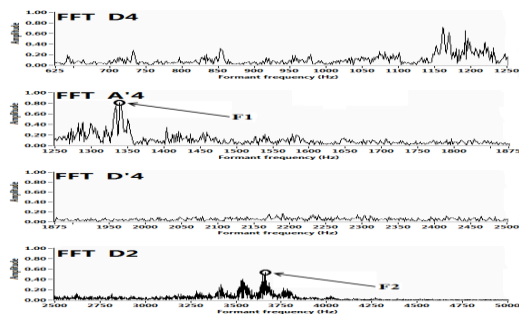 FFT D4
Amplitude
1.00
0.80
0.60
0.40
0.20
0.00
625 700 750 800 850 900 950 1000 1050 1100 1150 1200 1250
Formant frequency (Hz)
FFT A'4
Amplitude
1.00
0.80
0.60
0.40
0.20
0.00
F1
1250 1300 1350 1400 1450 1500 1550 1600 1650 1700 1750 1800 1875
Formant frequency (Hz)
FFT D'4
Amplitude
1.00
0.80
0.60
0.40
0.20
0.00
1875 1950 2000 2050 2100 2150 2200 2250 2300 2350 2400 2450 2500
Formant frequency (Hz)
FFT D2
Amplitude
1.00
0.80
0.60
0.40
0.20
0.00
F2
2500 2750 3000 3250 3500 3750 4000 4250 4500 4750 5000
Formant frequency (Hz)